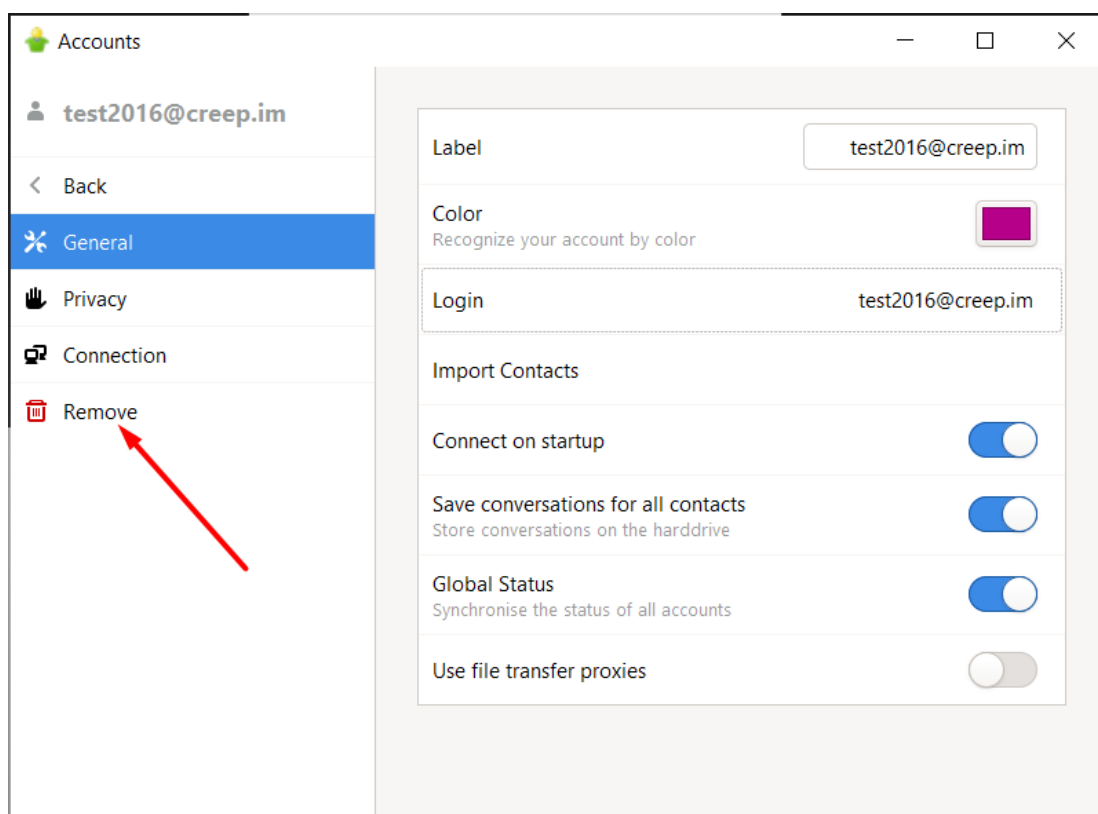 Accounts
test2016@creep.im
Back
General
Privacy
Connection
Remove
Label
test2016@creep.im
Color
Recognize your account by color
Login
test2016@creep.im
Import Contacts
Connect on startup
Save conversations for all contacts
Store conversations on the harddrive
Global Status
Synchronise the status of all accounts
Use file transfer proxies